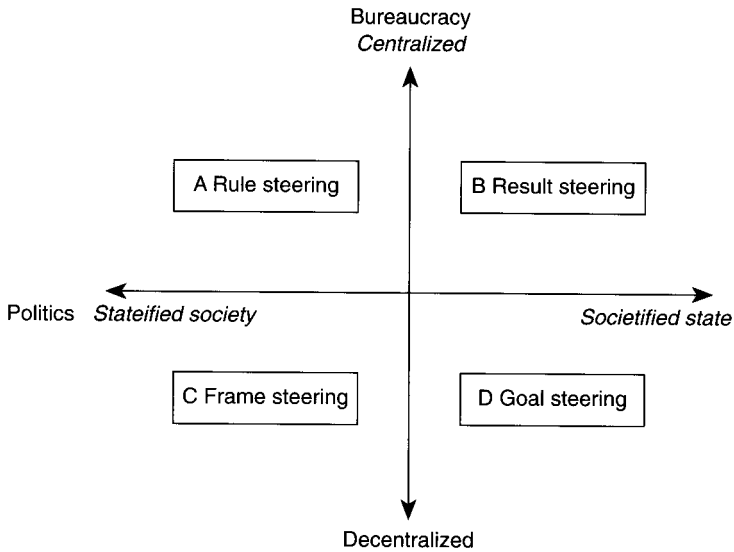 Bureaucracy
Centralized
A Rule steering
B Result steering
Politics
Stateified society
Societified state
C Frame steering
D Goal steering
Decentralized